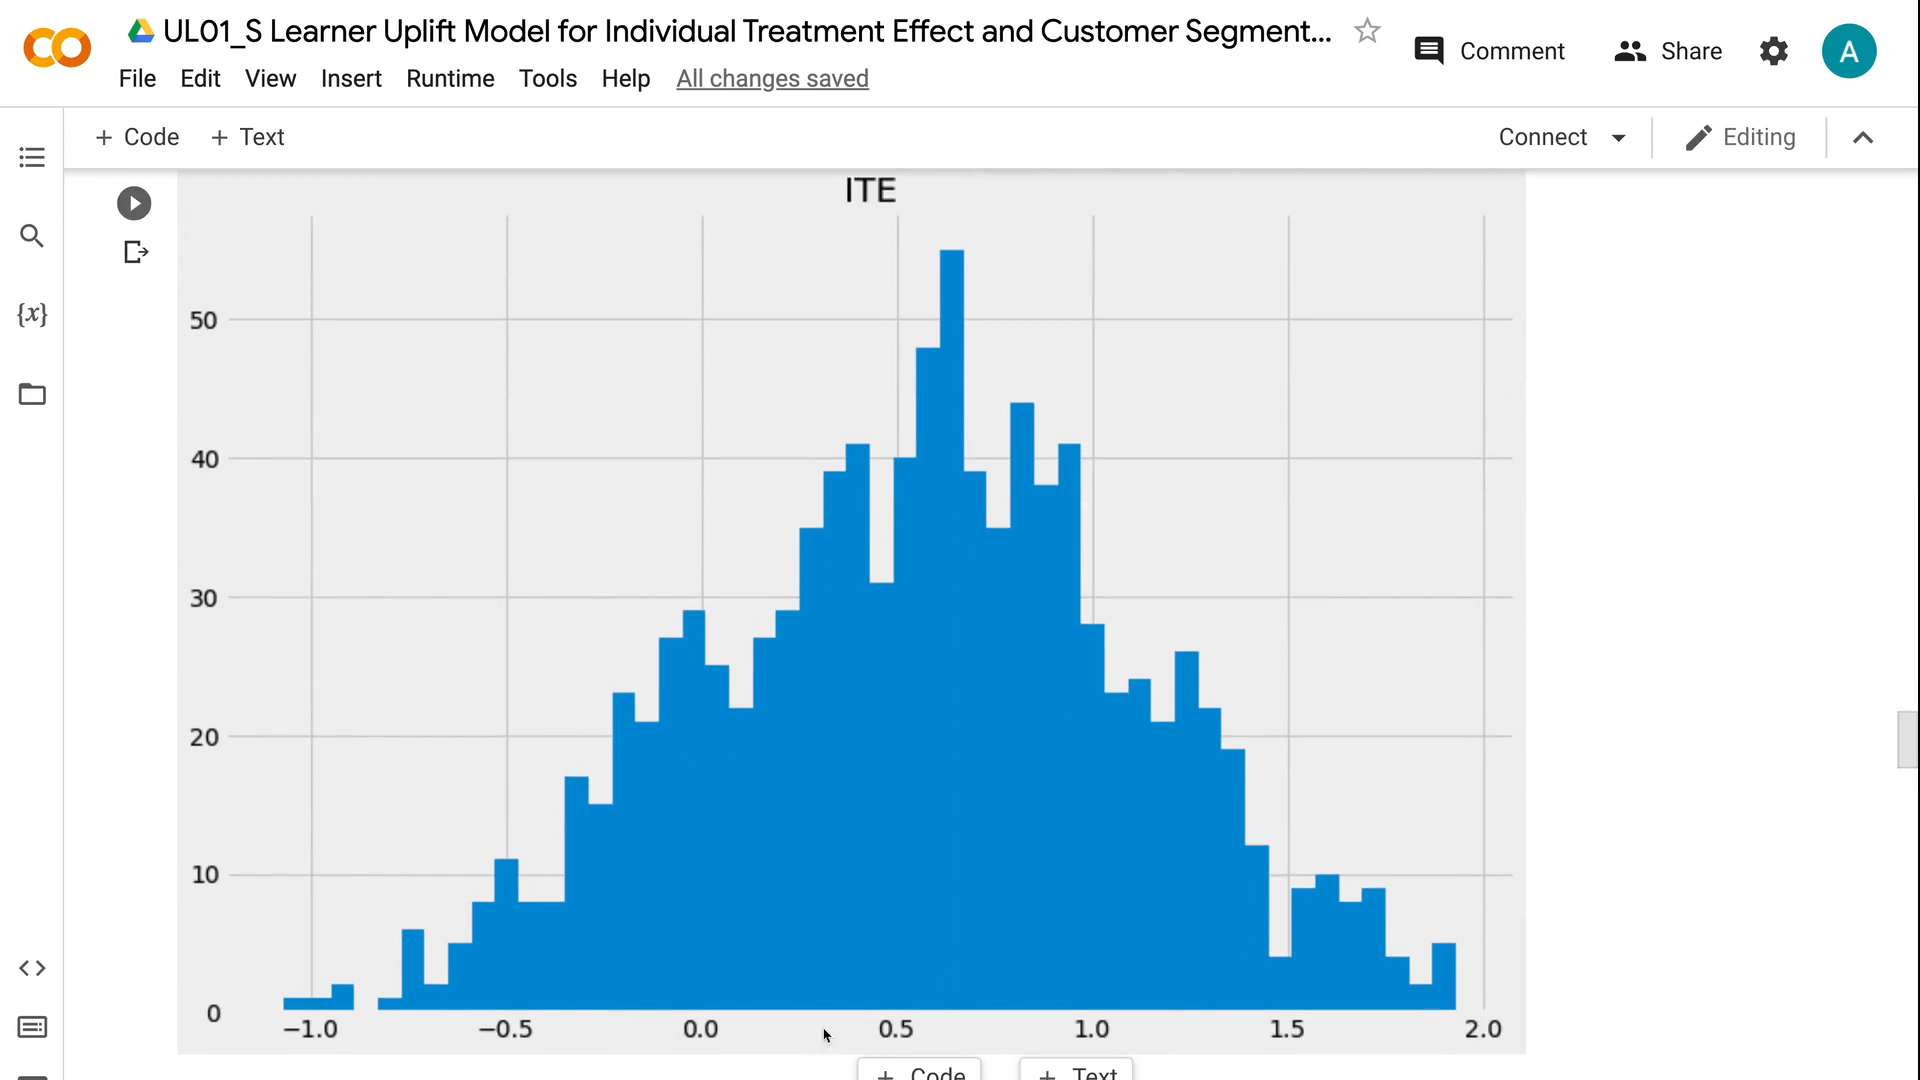 UL01_S Learner Uplift Model for Individual Treatment Effect and Customer Segment...
Comment
Share
A
File Edit View Insert Runtime Tools Help All changes saved
+ Code + Text
Connect
Editing
{x}
ITE
50
40
30
20
10
0
−1.0 −0.5 0.0 0.5 1.0 1.5 2.0
+ Code + Text